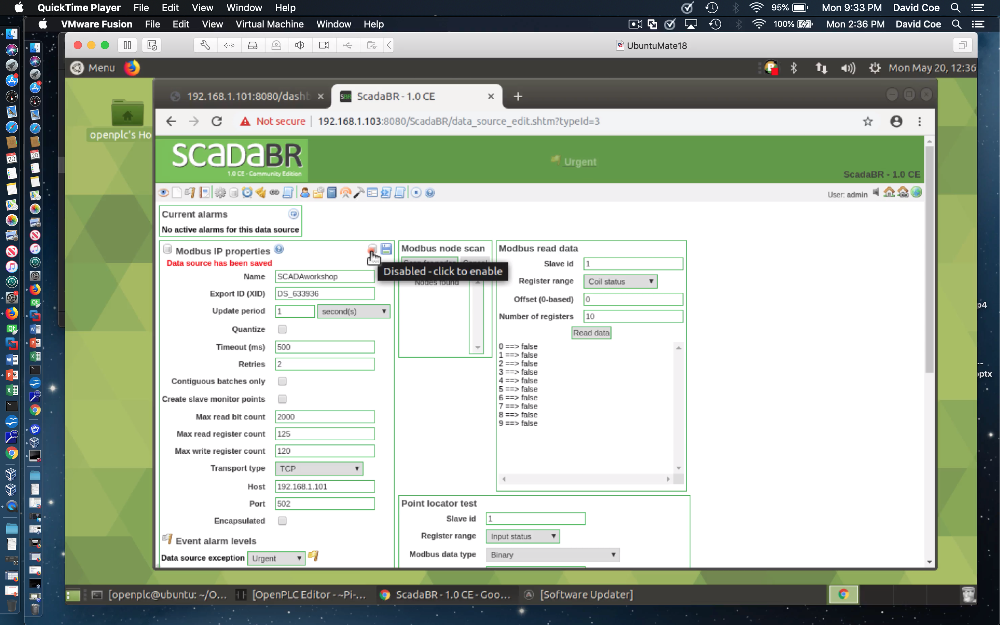 QuickTime Player File Edit View Window Help 95% Mon 9:33 PM David Coe
VMware Fusion File Edit View Virtual Machine Window Help 100% Mon 2:36 PM David Coe
UbuntuMate18
Menu Mon May 20, 12:36
192.168.1.101:8080/dashb ScadaBR - 1.0 CE
Not secure 192.168.1.103:8080/ScadaBR/data_source_edit.shtm?typeId=3
openplc's Ho
SCADABR
1.0 CE - Community Edition
Urgent
ScadaBR - 1.0 CE
User: admin
Current alarms
No active alarms for this data source
Modbus IP properties
Data source has been saved
Name SCADAworkshop
Export ID (XID) DS_633936
Update period 1 second(s)
Quantize
Timeout (ms) 500
Retries 2
Contiguous batches only
Create slave monitor points
Max read bit count 2000
Max read register count 125
Max write register count 120
Transport type TCP
Host 192.168.1.101
Port 502
Encapsulated
Event alarm levels
Data source exception Urgent
Modbus node scan
Disabled - click to enable
Nodes found
Modbus read data
Slave id 1
Register range Coil status
Offset (0-based) 0
Number of registers 10
Read data
0 ==> false
1 ==> false
2 ==> false
3 ==> false
4 ==> false
5 ==> false
6 ==> false
7 ==> false
8 ==> false
9 ==> false
Point locator test
Slave id 1
Register range Input status
Modbus data type Binary
p4
pptx
[openplc@ubuntu: ~/O... [OpenPLC Editor - ~Pi-... ScadaBR - 1.0 CE - Goo... [Software Updater]